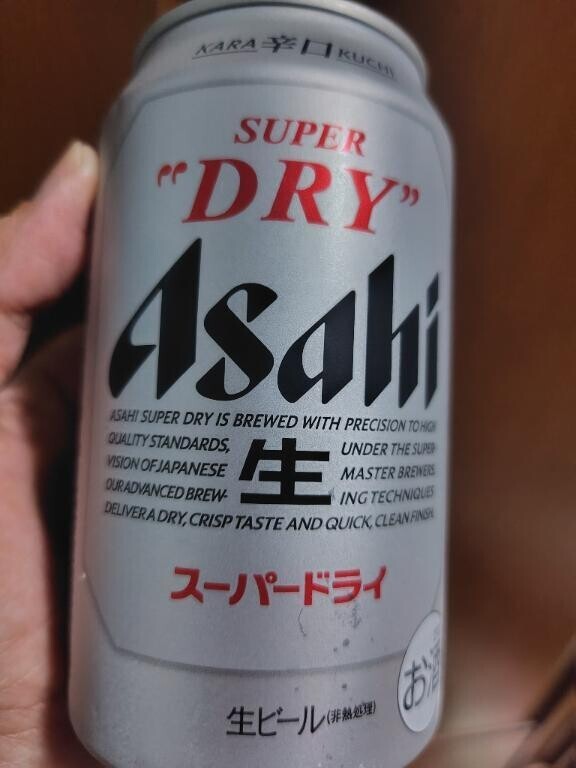 KARA 辛口 KUCHI
SUPER
"DRY"
Asahi
ASAHI SUPER DRY IS BREWED WITH PRECISION TO HIGH
QUALITY STANDARDS, UNDER THE SUPER-
VISION OF JAPANESE MASTER BREWERS.
OUR ADVANCED BREW- ING TECHNIQUES
生
DELIVER A DRY, CRISP TASTE AND QUICK, CLEAN FINISH.
スーパードライ
生ビール(非熱処理)
お酒